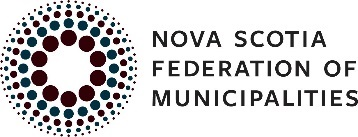 NOVA SCOTIA
FEDERATION OF
MUNICIPALITIES